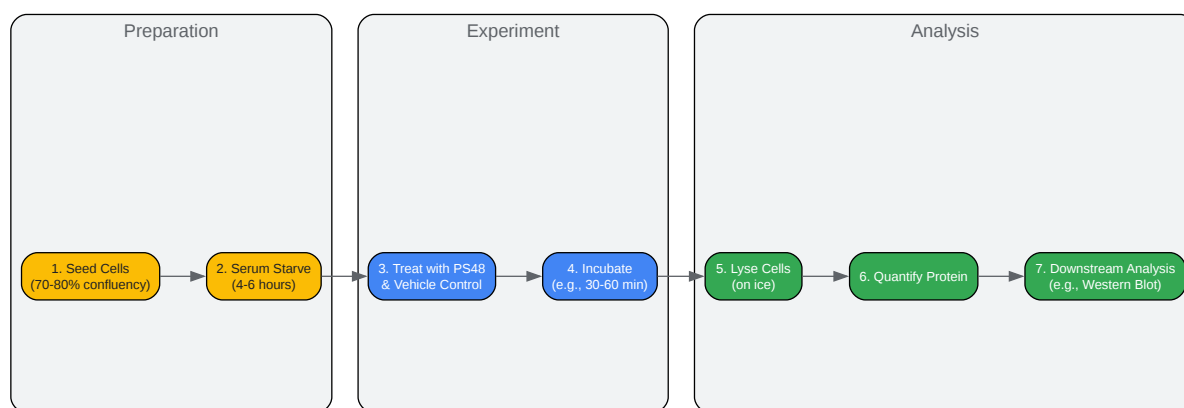 Preparation
Experiment
Analysis
1. Seed Cells
(70-80% confluency)
2. Serum Starve
(4-6 hours)
3. Treat with PS48
& Vehicle Control
4. Incubate
(e.g., 30-60 min)
5. Lyse Cells
(on ice)
6. Quantify Protein
7. Downstream Analysis
(e.g., Western Blot)